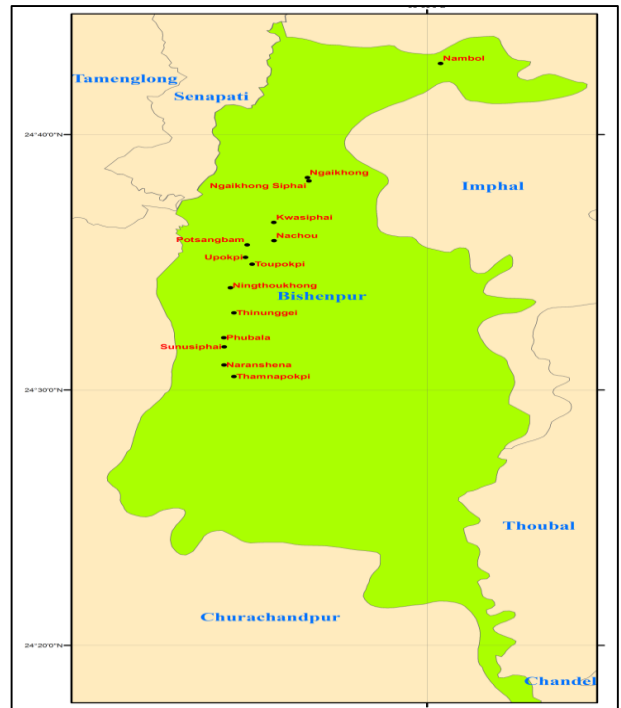 Nambol
Tamenglong
Senapati
24°40'0"N
Ngaikhong
Ngaikhong Siphai
Imphal
Kwasiphai
Nachou
Potsangbam
Upokpi
Toupokpi
Ningthoukhong
Bishenpur
Thinunggei
Phubala
Sunusiphai
Naranshena
Thamnapokpi
24°30'0"N
Thoubal
Churachandpur
24°20'0"N
Chandel